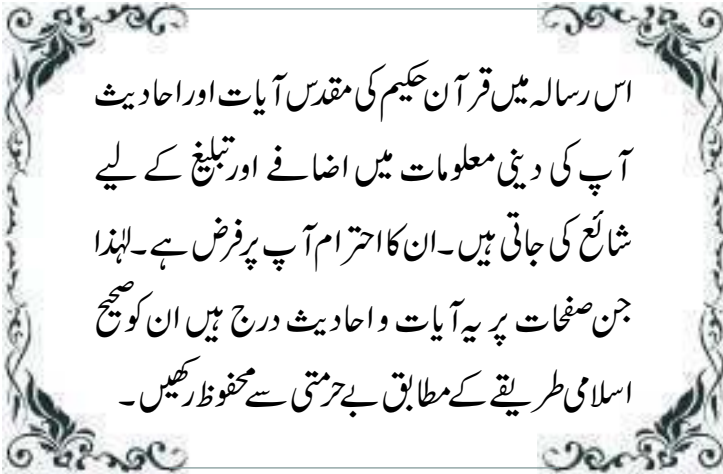 اس رسالہ میں قرآن حکیم کی مقدس آیات اور احادیث
آپ کی دینی معلومات میں اضافے اور تبلیغ کے لیے
شائع کی جاتی ہیں۔ ان کا احترام آپ پر فرض ہے۔ لہٰذا
جن صفحات پر یہ آیات و احادیث درج ہیں ان کو صحیح
اسلامی طریقے کے مطابق بے حرمتی سے محفوظ رکھیں۔